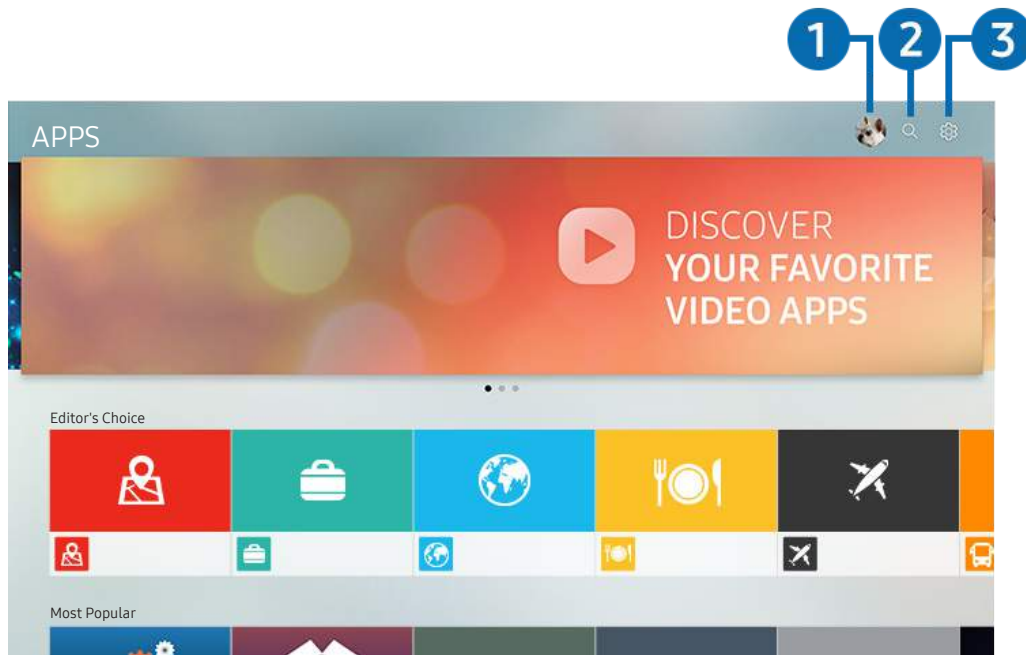 1 2 3
APPS
DISCOVER
YOUR FAVORITE
VIDEO APPS
Editor's Choice
Most Popular